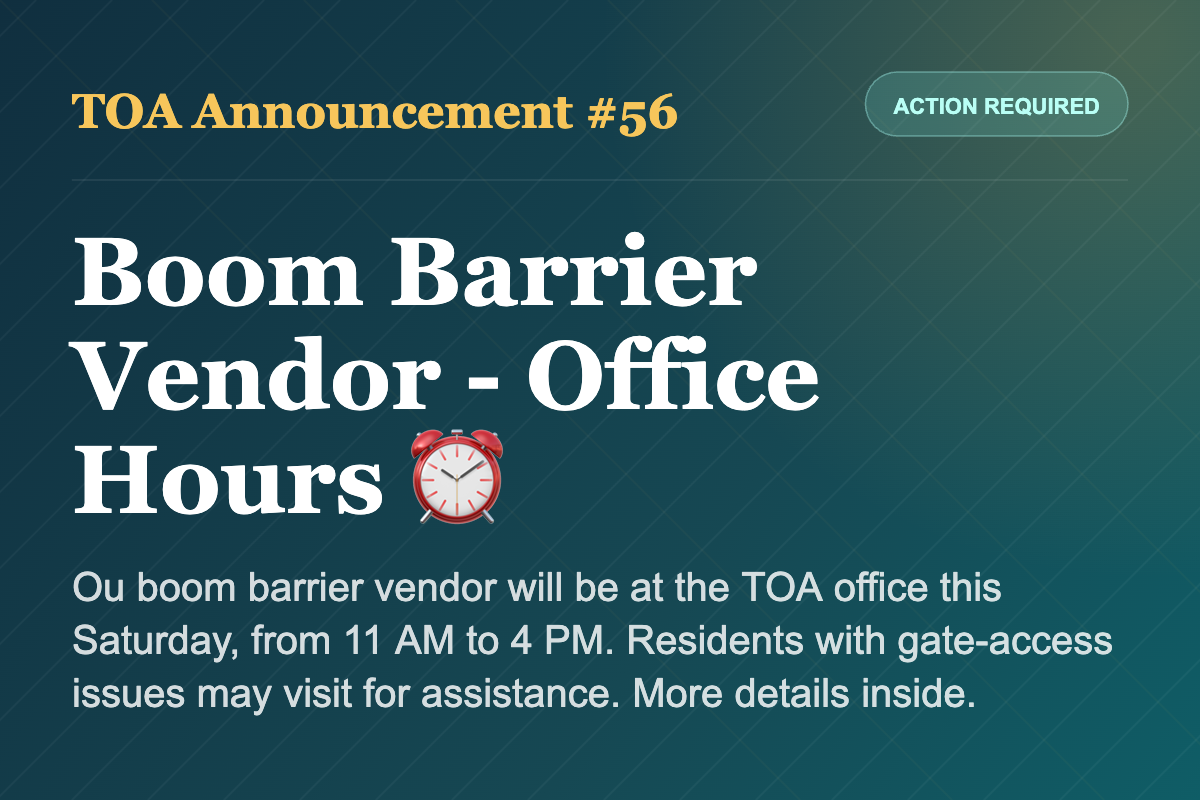 TOA Announcement #56
ACTION REQUIRED
Boom Barrier
Vendor - Office
Hours ⏰
Ou boom barrier vendor will be at the TOA office this
Saturday, from 11 AM to 4 PM. Residents with gate-access
issues may visit for assistance. More details inside.